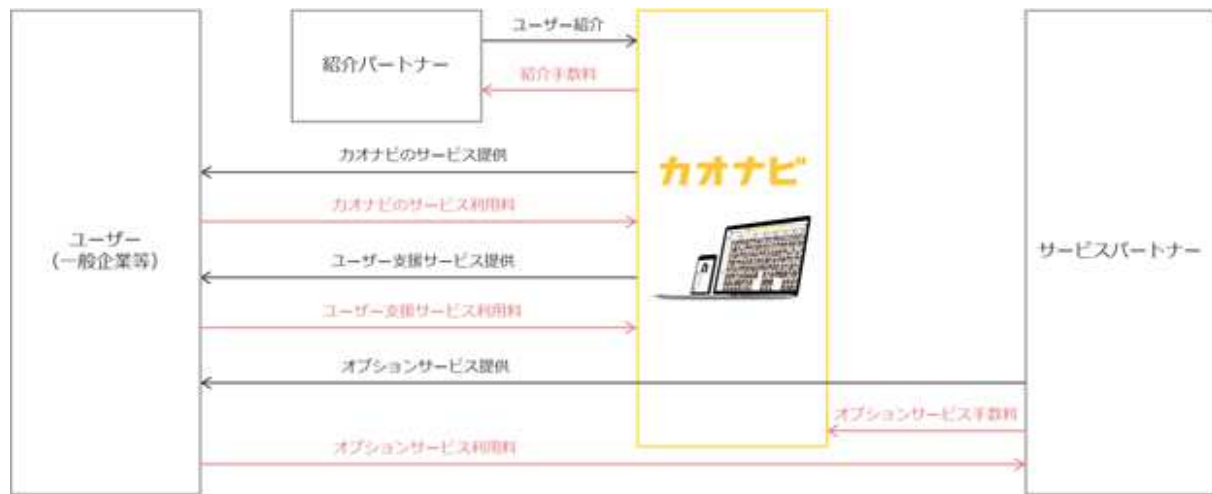 ユーザー紹介
紹介パートナー
紹介手数料
カオナビのサービス提供
カオナビ
カオナビのサービス利用料
ユーザー
(一般企業等)
ユーザー支援サービス提供
サービスパートナー
ユーザー支援サービス利用料
オプションサービス提供
オプションサービス手数料
オプションサービス利用料